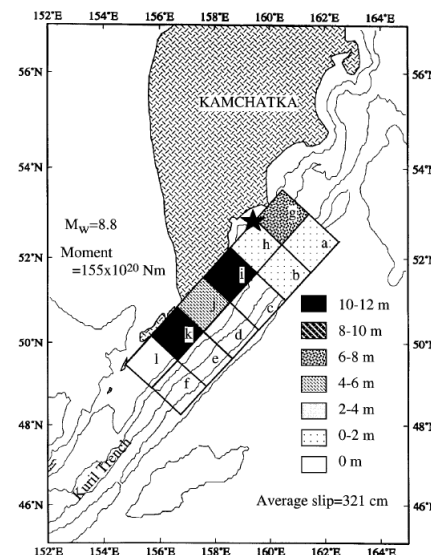 152°E 154°E 156°E 158°E 160°E 162°E
56°N 56°N
KAMCHATKA
54°N 54°N
g
Mw=8.8
h a
52°N 52°N
Moment
=155x10²⁰ Nm
i b
j c
10-12 m
k d
8-10 m
50°N 50°N
l e
6-8 m
f
4-6 m
48°N 48°N
2-4 m
0-2 m
Kuril Trench
0 m
46°N 46°N
Average slip=321 cm
152°E 154°E 156°E 158°E 160°E 162°E